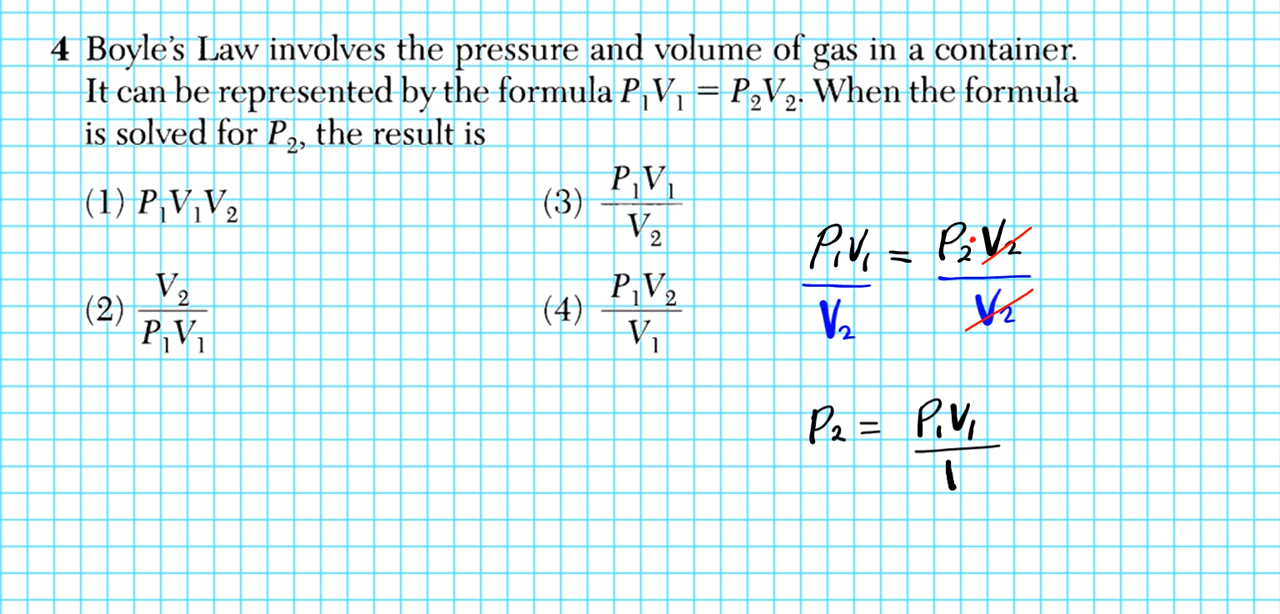 4 Boyle's Law involves the pressure and volume of gas in a container.
It can be represented by the formula P₁V₁ = P₂V₂. When the formula
is solved for P₂, the result is
(1) P₁V₁V₂
(2) V₂/P₁V₁
(3) P₁V₁/V₂
(4) P₁V₂/V₁
P₁V₁/V₂ = P₂·V₂/V₂
P₂ = P₁V₁/